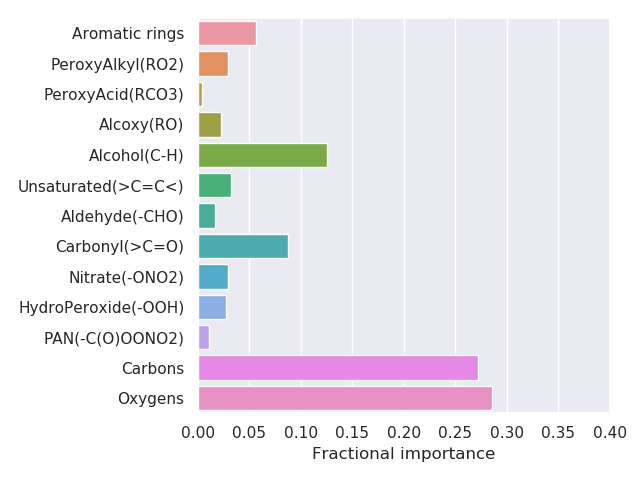 Aromatic rings
PeroxyAlkyl(RO2)
PeroxyAcid(RCO3)
Alcoxy(RO)
Alcohol(C-H)
Unsaturated(>C=C<)
Aldehyde(-CHO)
Carbonyl(>C=O)
Nitrate(-ONO2)
HydroPeroxide(-OOH)
PAN(-C(O)OONO2)
Carbons
Oxygens
0.00 0.05 0.10 0.15 0.20 0.25 0.30 0.35 0.40
Fractional importance